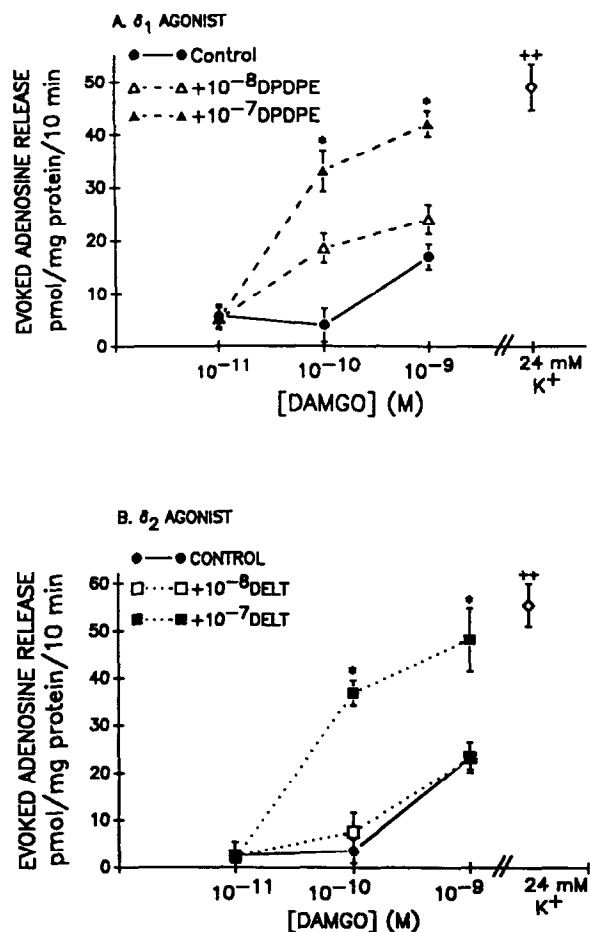 A. δ₁ AGONIST
Control
+10⁻⁸DPDPE
+10⁻⁷DPDPE
EVOKED ADENOSINE RELEASE
pmol/mg protein/10 min
50
40
30
20
10
0
*
*
++
10⁻¹¹
10⁻¹⁰
10⁻⁹
24 mM
K⁺
[DAMGO] (M)
B. δ₂ AGONIST
CONTROL
+10⁻⁸DELT
+10⁻⁷DELT
EVOKED ADENOSINE RELEASE
pmol/mg protein/10 min
60
50
40
30
20
10
0
*
*
++
10⁻¹¹
10⁻¹⁰
10⁻⁹
24 mM
K⁺
[DAMGO] (M)